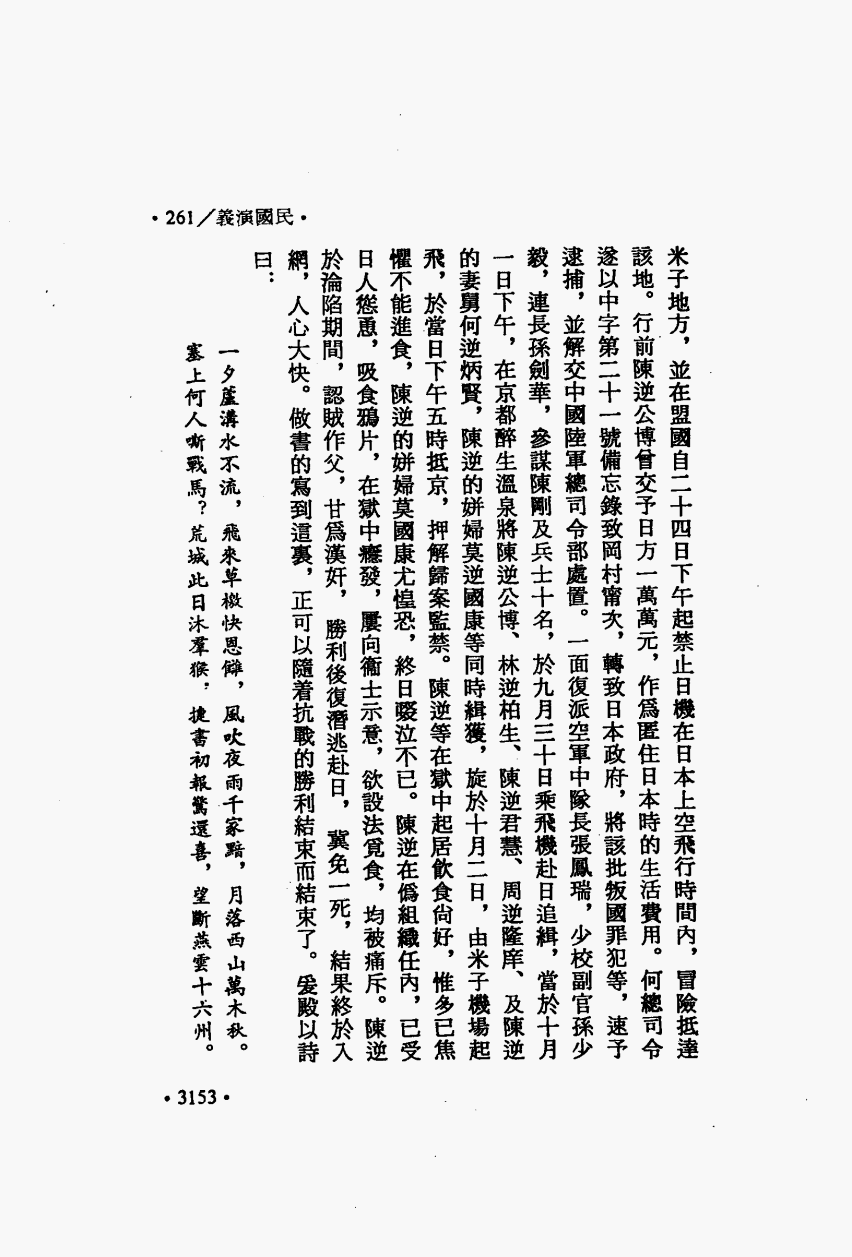 •261／義演國民•
米子地方，並在盟國自二十四日下午起禁止日機在日本上空飛行時間內，冒險抵達
該地。行前陳逆公博曾交予日方一萬萬元，作爲匿住日本時的生活費用。何總司令
遂以中字第二十一號備忘錄致岡村甯次，轉致日本政府，將該批叛國罪犯等，速予
逮捕，並解交中國陸軍總司令部處置。一面復派空軍中隊長張鳳瑞，少校副官孫少
毅，連長孫劍華，參謀陳剛及兵士十名，於九月三十日乘飛機赴日追緝，當於十月
一日下午，在京都醉生溫泉將陳逆公博、林逆柏生、陳逆君慧、周逆隆庠、及陳逆
的妻舅何逆炳賢，陳逆的姘婦莫逆國康等同時緝獲，旋於十月二日，由米子機場起
飛，於當日下午五時抵京，押解歸案監禁。陳逆等在獄中起居飲食尙好，惟多已焦
懼不能進食，陳逆的姘婦莫國康尤惶恐，終日啜泣不已。陳逆在僞組織任內，已受
日人慫恿，吸食鴉片，在獄中癮發，屢向衞士示意，欲設法覓食，均被痛斥。陳逆
於淪陷期間，認賊作父，甘爲漢奸，勝利後復潛逃赴日，冀免一死，結果終於入
網，人心大快。做書的寫到這裏，正可以隨着抗戰的勝利結束而結束了。爰殿以詩
曰：
一夕蘆溝水不流，飛來草檄快恩讎，風吹夜雨千家黯，月落西山萬木秋。
塞上何人嘶戰馬？荒城此日沐羣猴，捷書初報驚還喜，望斷燕雲十六州。
•3153•